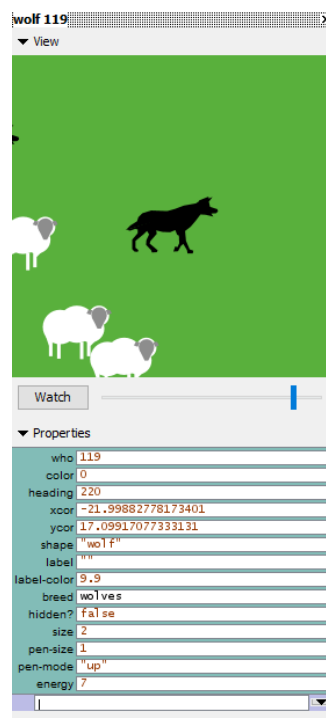 wolf 119
View
Watch
Properties
who 119
color 0
heading 220
xcor -21.99882778173401
ycor 17.09917077333131
shape "wolf"
label ""
label-color 9.9
breed wolves
hidden? false
size 2
pen-size 1
pen-mode "up"
energy 7